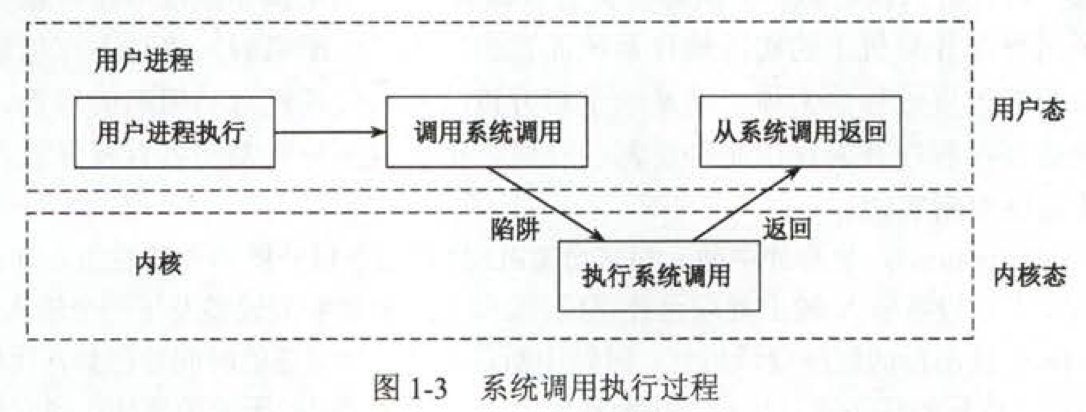 用户进程
用户进程执行
调用系统调用
从系统调用返回
用户态
陷阱
返回
内核
执行系统调用
内核态
图 1-3 系统调用执行过程